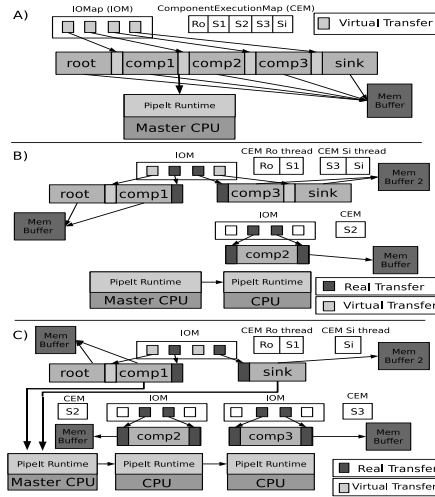 A)
IOMap (IOM)
ComponentExecutionMap (CEM)
Ro S1 S2 S3 Si
Virtual Transfer
root comp1 comp2 comp3 sink
Mem
Buffer
PipeIt Runtime
Master CPU
B)
IOM
CEM Ro thread
CEM Si thread
Ro S1
S3 Si
Mem
Buffer 2
root comp1
comp3 sink
Mem
Buffer
IOM
CEM
S2
comp2
Mem
Buffer
PipeIt Runtime
Master CPU
PipeIt Runtime
CPU
Real Transfer
Virtual Transfer
C)
Mem
Buffer
IOM
CEM Ro thread
CEM Si thread
Ro S1
Si
Mem
Buffer 2
root comp1
sink
CEM
S2
IOM
IOM
CEM
S3
Mem
Buffer
comp2
comp3
Mem
Buffer
PipeIt Runtime
Master CPU
PipeIt Runtime
CPU
PipeIt Runtime
CPU
Real Transfer
Virtual Transfer